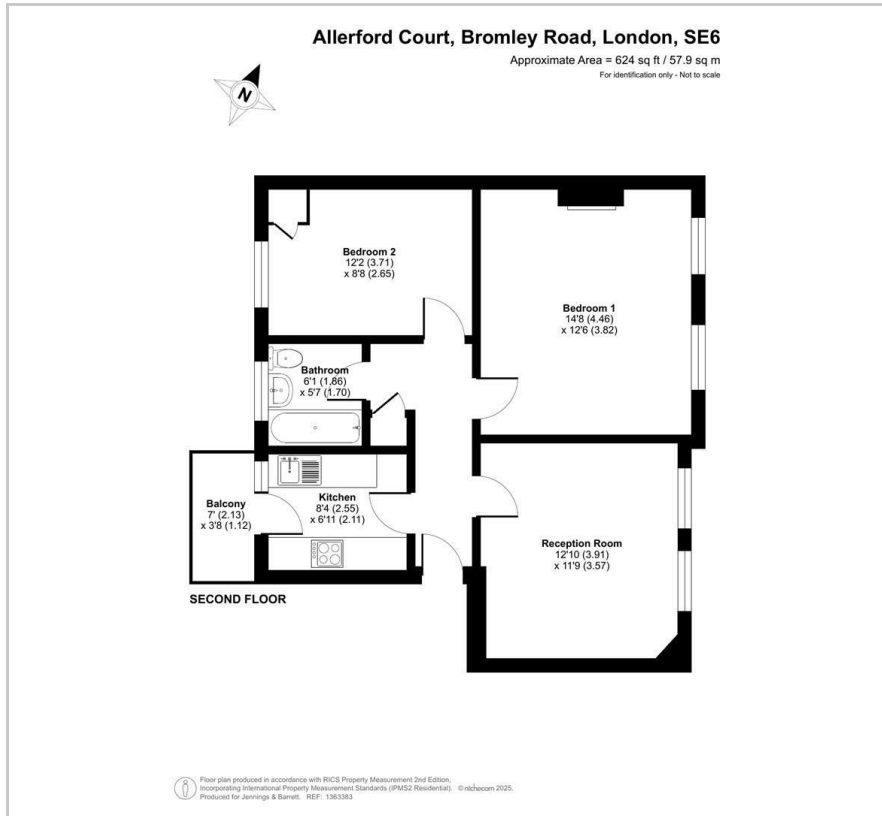 Allerford Court, Bromley Road, London, SE6
Approximate Area = 624 sq ft / 57.9 sq m
For identification only - Not to scale
N
Bedroom 2
12'2 (3.71)
x 8'8 (2.65)
Bedroom 1
14'8 (4.46)
x 12'6 (3.82)
Bathroom
6'1 (1.86)
x 5'7 (1.70)
Kitchen
8'4 (2.55)
x 6'11 (2.11)
Balcony
7' (2.13)
x 3'8 (1.12)
Reception Room
12'10 (3.91)
x 11'9 (3.57)
SECOND FLOOR
Floor plan produced in accordance with RICS Property Measurement 2nd Edition,
Incorporating International Property Measurement Standards (IPMS2 Residential). © nichecom 2025.
Produced for Jennings & Barrett. REF: 1363383